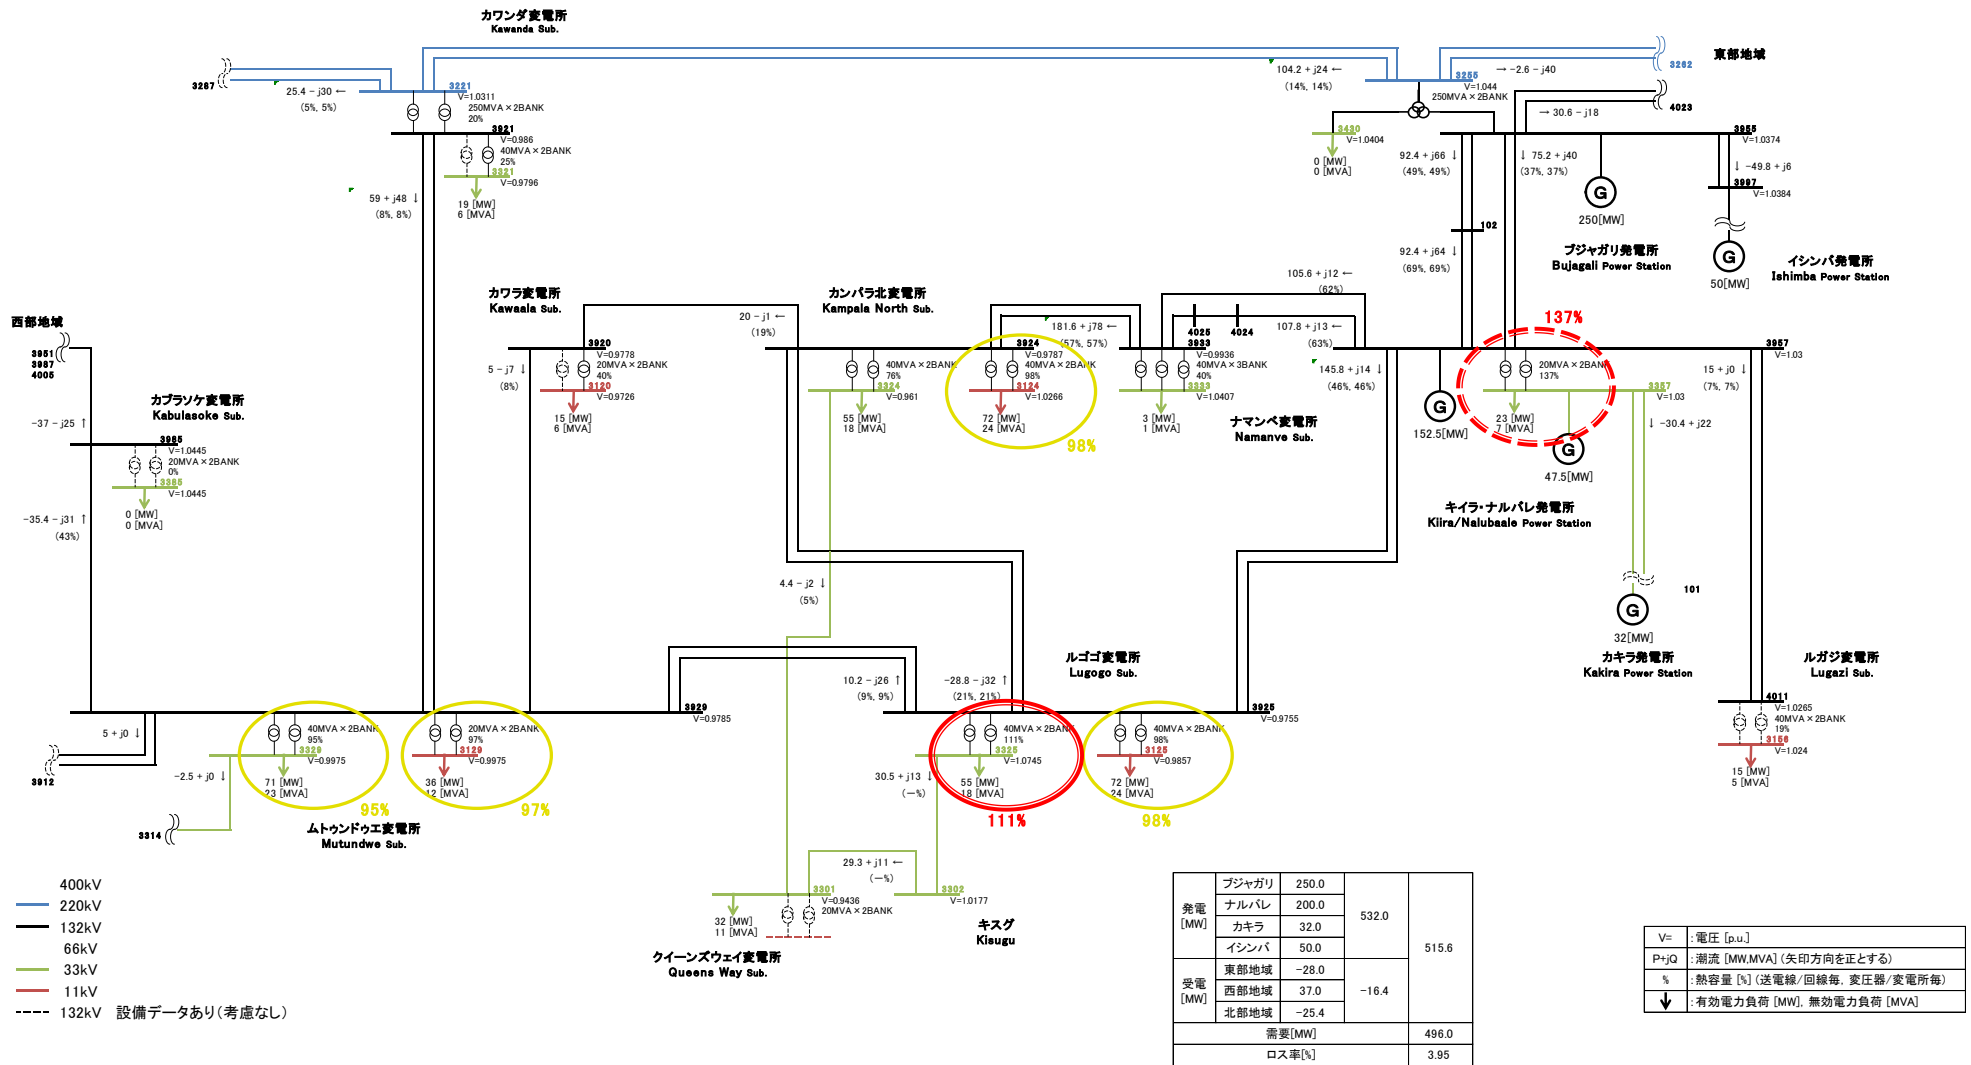 カワンダ変電所
Kawanda Sub.
3267
25.4 - j30 ←
(5%, 5%)
3221
V=1.0311
250MVA×2BANK
20%
3921
V=0.986
40MVA×2BANK
25%
3321
V=0.9796
19 [MW]
6 [MVA]
59 + j48 ↓
(8%, 8%)
104.2 + j24 ←
(14%, 14%)
3255
V=1.044
250MVA×2BANK
→ -2.6 - j40
3262
東部地域
4023
→ 30.6 - j18
3430
V=1.0404
0 [MW]
0 [MVA]
3955
V=1.0374
92.4 + j66 ↓
(49%, 49%)
↓ 75.2 + j40
(37%, 37%)
↓ -49.8 + j6
3997
V=1.0384
G
250[MW]
102
92.4 + j64 ↓
(69%, 69%)
ブジャガリ発電所
Bujagali Power Station
G
50[MW]
イシンバ発電所
Ishimba Power Station
西部地域
3951
3987
4005
カワラ変電所
Kawaala Sub.
カンパラ北変電所
Kampala North Sub.
20 - j1 ←
(19%)
105.6 + j12 ←
(62%)
181.6 + j78 ←
(57%, 57%)
4025
4024
107.8 + j13 ←
(63%)
137%
3920
V=0.9778
20MVA×2BANK
40%
3120
V=0.9726
15 [MW]
6 [MVA]
5 - j7 ↓
(8%)
3924
V=0.9787
40MVA×2BANK
76%
3324
V=0.961
55 [MW]
18 [MVA]
40MVA×2BANK
98%
3124
V=1.0266
72 [MW]
24 [MVA]
98%
3933
V=0.9936
40MVA×3BANK
40%
3533
V=1.0407
3 [MW]
1 [MVA]
ナマンベ変電所
Namanve Sub.
145.8 + j14 ↓
(46%, 46%)
3957
V=1.03
20MVA×2BANK
137%
15 + j0 ↓
(7%, 7%)
3357
V=1.03
23 [MW]
7 [MVA]
↓ -30.4 + j22
G
152.5[MW]
G
47.5[MW]
キイラ・ナルバレ発電所
Kiira/Nalubaale Power Station
-37 - j25 ↑
カブラソケ変電所
Kabulasoke Sub.
3985
V=1.0445
20MVA×2BANK
0%
3385
V=1.0445
0 [MW]
0 [MVA]
-35.4 - j31 ↑
(43%)
4.4 - j2 ↓
(5%)
101
G
32[MW]
カキラ発電所
Kakira Power Station
ルゴゴ変電所
Lugogo Sub.
ルガジ変電所
Lugazi Sub.
10.2 - j26 ↑
(9%, 9%)
-28.8 - j32 ↑
(21%, 21%)
3929
V=0.9785
3925
V=0.9755
4011
V=1.0265
40MVA×2BANK
19%
3156
V=1.024
15 [MW]
5 [MVA]
5 + j0 ↓
3912
40MVA×2BANK
95%
3329
V=0.9975
71 [MW]
23 [MVA]
95%
20MVA×2BANK
97%
3129
V=0.9975
36 [MW]
12 [MVA]
97%
-2.5 + j0 ↓
3314
ムトゥンドゥエ変電所
Mutundwe Sub.
40MVA×2BANK
111%
3325
V=1.0745
55 [MW]
18 [MVA]
111%
30.5 + j13 ↓
(-%)
40MVA×2BANK
98%
3125
V=0.9857
72 [MW]
24 [MVA]
98%
29.3 + j11 ←
(-%)
3301
V=0.9436
20MVA×2BANK
32 [MW]
11 [MVA]
3302
V=1.0177
キスグ
Kisugu
クイーンズウェイ変電所
Queens Way Sub.
400kV
220kV
132kV
66kV
33kV
11kV
132kV 設備データあり(考慮なし)
発電 [MW] ブジャガリ 250.0 532.0 515.6
ナルバレ 200.0
カキラ 32.0
イシンバ 50.0
受電 [MW] 東部地域 -28.0 -16.4
西部地域 37.0
北部地域 -25.4
需要[MW] 496.0
ロス率[%] 3.95
V= :電圧 [p.u.]
P+jQ :潮流 [MW,MVA] (矢印方向を正とする)
% :熱容量 [%] (送電線/回線毎, 変圧器/変電所毎)
↓ :有効電力負荷 [MW], 無効電力負荷 [MVA]